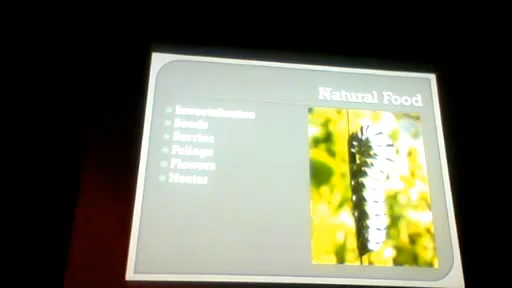 Natural Food
Invertebrates
Seeds
Berries
Foliage
Flowers
Nectar